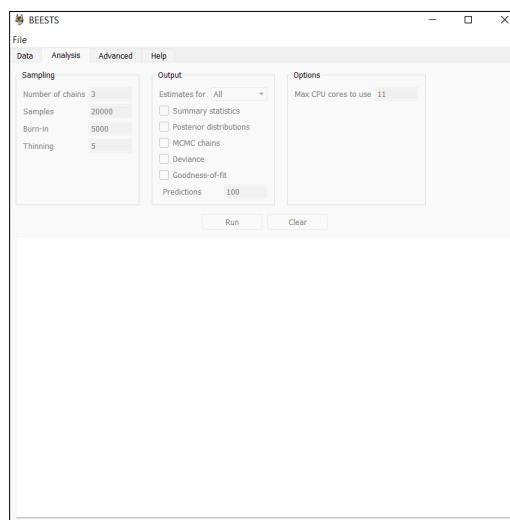 BEESTS
File
Data Analysis Advanced Help
Sampling
Number of chains 3
Samples 20000
Burn-in 5000
Thinning 5
Output
Estimates for All
Summary statistics
Posterior distributions
MCMC chains
Deviance
Goodness-of-fit
Predictions 100
Options
Max CPU cores to use 11
Run Clear